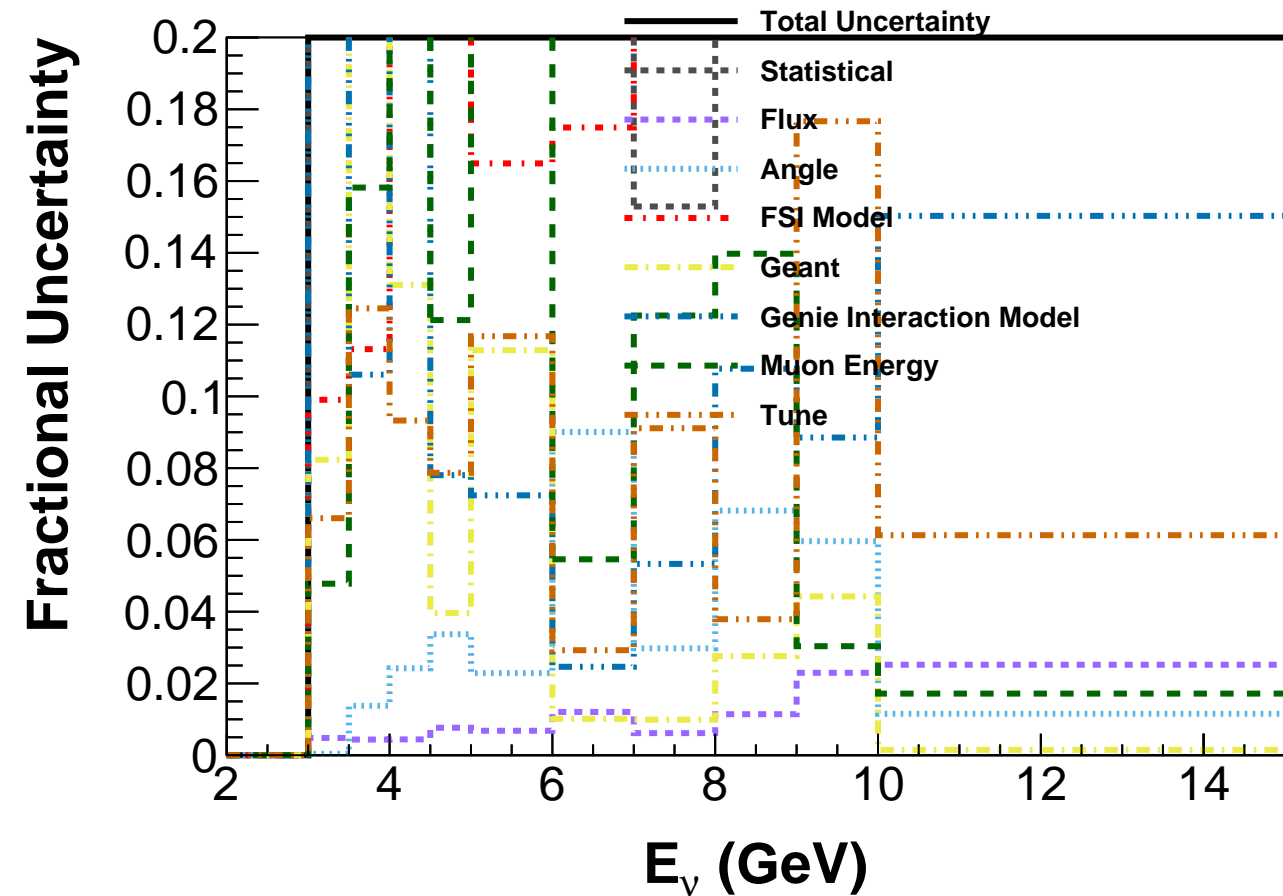 Total Uncertainty
Statistical
Flux
Angle
FSI Model
Geant
Genie Interaction Model
Muon Energy
Tune
Fractional Uncertainty
0.2
0.18
0.16
0.14
0.12
0.1
0.08
0.06
0.04
0.02
0
2 4 6 8 10 12 14
Eν (GeV)